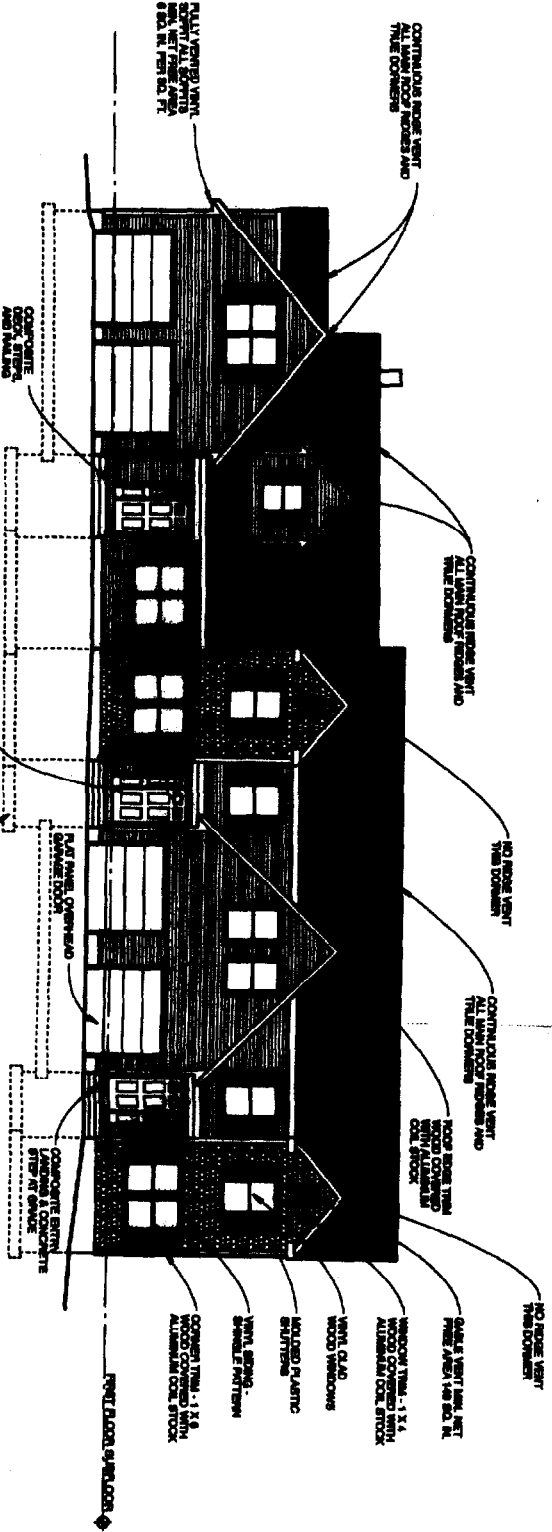 CONTINUOUS RIDGE VENT
ALL MAIN ROOF RIDGES AND
TRUE DORMERS
FULLY VENTED VINYL
SOFFIT ALL SOFFITS
MIN. NET FREE AREA
6 SQ. IN. PER SQ. FT.
COMPOSITE
DECK, STEPS,
AND RAILING
CONTINUOUS RIDGE VENT
ALL MAIN ROOF RIDGES AND
TRUE DORMERS
NO RIDGE VENT
THIS DORMER
CONTINUOUS RIDGE VENT
ALL MAIN ROOF RIDGES AND
TRUE DORMERS
FLAT PANEL OVERHEAD
GARAGE DOOR
ROOF EDGE TRIM
WOOD COVERED
WITH ALUMINUM
COIL STOCK
COMPOSITE ENTRY
LANDING & CONCRETE
STEP AT GRADE
NO RIDGE VENT
THIS DORMER
GABLE VENT MIN. NET
FREE AREA 149 SQ. IN.
WINDOW TRIM - 1 X 4
WOOD COVERED WITH
ALUMINUM COIL STOCK
VINYL CLAD
WOOD WINDOWS
MOLDED PLASTIC
SHUTTERS
VINYL SIDING -
SHINGLE PATTERN
CORNER TRIM - 1 X 6
WOOD COVERED WITH
ALUMINUM COIL STOCK
FIRST FLOOR SUBFLOOR